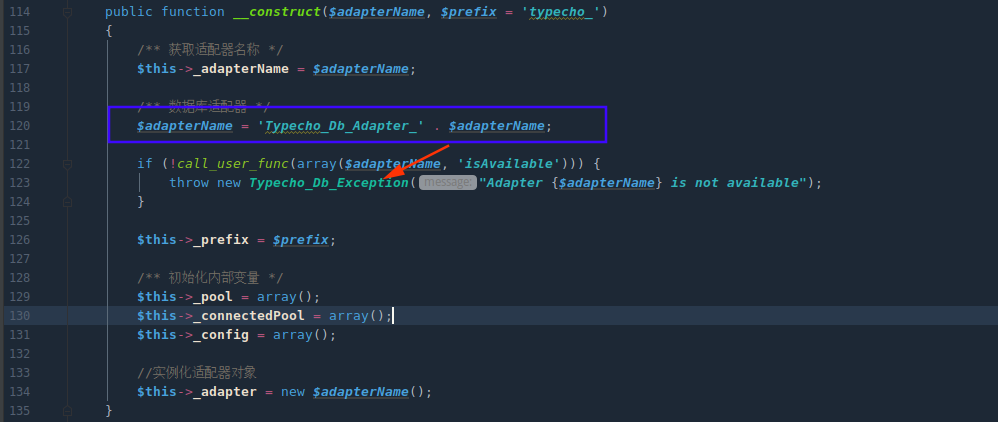 114 public function __construct($adapterName, $prefix = 'typecho_')
115 {
116 /** 获取适配器名称 */
117 $this->_adapterName = $adapterName;
118
119 /** 数据库适配器 */
120 $adapterName = 'Typecho_Db_Adapter_' . $adapterName;
121
122 if (!call_user_func(array($adapterName, 'isAvailable'))) {
123 throw new Typecho_Db_Exception( message: "Adapter {$adapterName} is not available");
124 }
125
126 $this->_prefix = $prefix;
127
128 /** 初始化内部变量 */
129 $this->_pool = array();
130 $this->_connectedPool = array();
131 $this->_config = array();
132
133 //实例化适配器对象
134 $this->_adapter = new $adapterName();
135 }